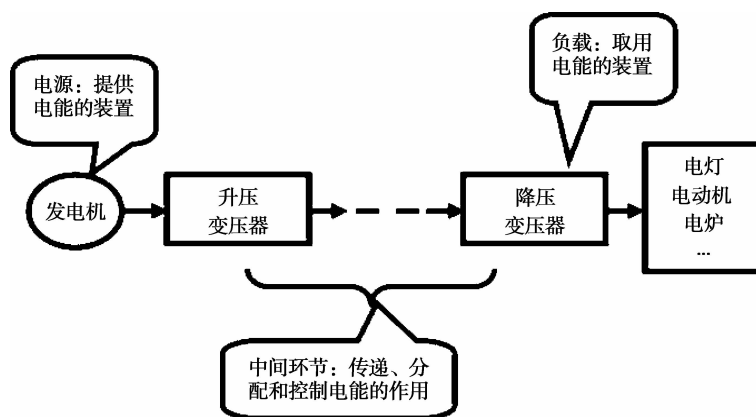 负载：取用
电能的装置
电源：提供
电能的装置
发电机
升压
变压器
降压
变压器
电灯
电动机
电炉
...
中间环节：传递、分
配和控制电能的作用